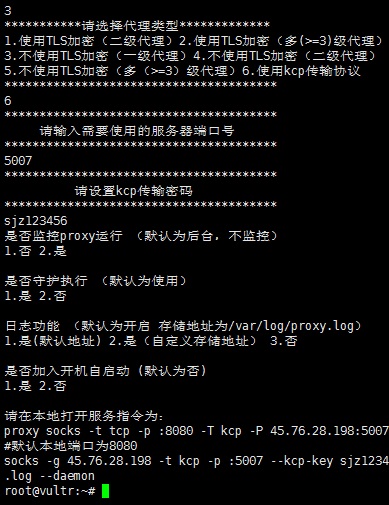 3
***********请选择代理类型*************
1.使用TLS加密（二级代理）2.使用TLS加密（多(>=3)级代理）
3.不使用TLS加密（一级代理）4.不使用TLS加密（二级代理）
5.不使用TLS加密（多（>=3）级代理）6.使用kcp传输协议
***************************************
6
***************************************
请输入需要使用的服务器端口号
***************************************
5007
***************************************
请设置kcp传输密码
***************************************
sjz123456
是否监控proxy运行 （默认为后台，不监控）
1.否 2.是
是否守护执行 （默认为使用）
1.是 2.否
日志功能 （默认为开启 存储地址为/var/log/proxy.log）
1.是(默认地址) 2.是（自定义存储地址） 3.否
是否加入开机自启动（默认为否）
1.是 2.否
请在本地打开服务指令为：
proxy socks -t tcp -p :8080 -T kcp -P 45.76.28.198:5007
#默认本地端口为8080
socks -g 45.76.28.198 -t kcp -p :5007 --kcp-key sjz1234
.log --daemon
root@vultr:~#